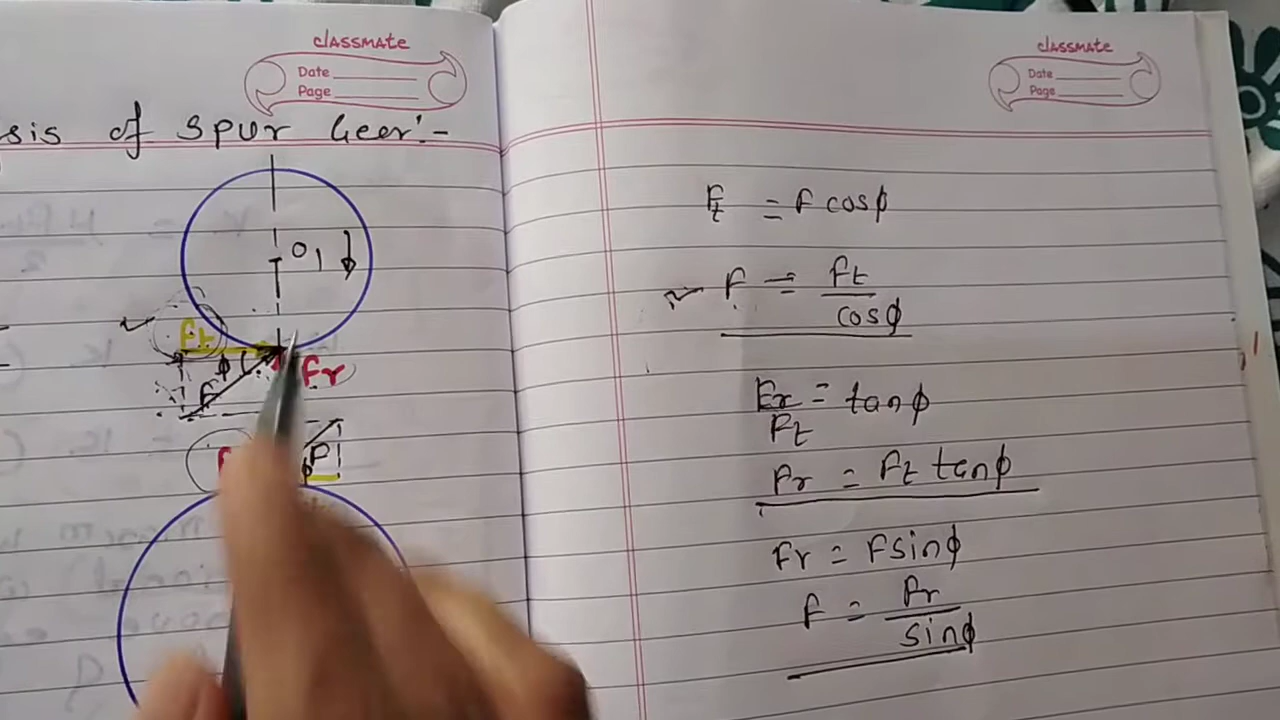 classmate
Date
Page
sis of spur Geer:-
O1
Ft
ϕ
F
Fr
F
ϕ
classmate
Date
Page
Ft = F cosϕ
F = Ft / cosϕ
Fr / Ft = tanϕ
Fr = Ft tanϕ
Fr = F sinϕ
F = Fr / sinϕ